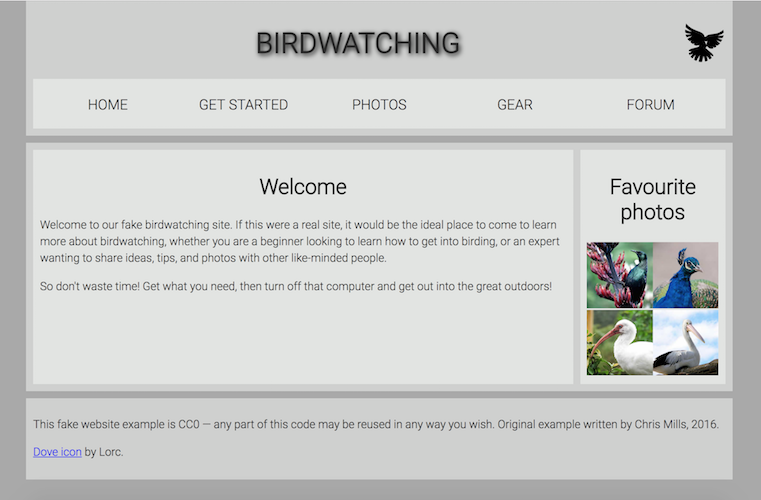 BIRDWATCHING
HOME
GET STARTED
PHOTOS
GEAR
FORUM
Welcome
Welcome to our fake birdwatching site. If this were a real site, it would be the ideal place to come to learn
more about birdwatching, whether you are a beginner looking to learn how to get into birding, or an expert
wanting to share ideas, tips, and photos with other like-minded people.
So don't waste time! Get what you need, then turn off that computer and get out into the great outdoors!
Favourite
photos
This fake website example is CC0 — any part of this code may be reused in any way you wish. Original example written by Chris Mills, 2016.
Dove icon by Lorc.